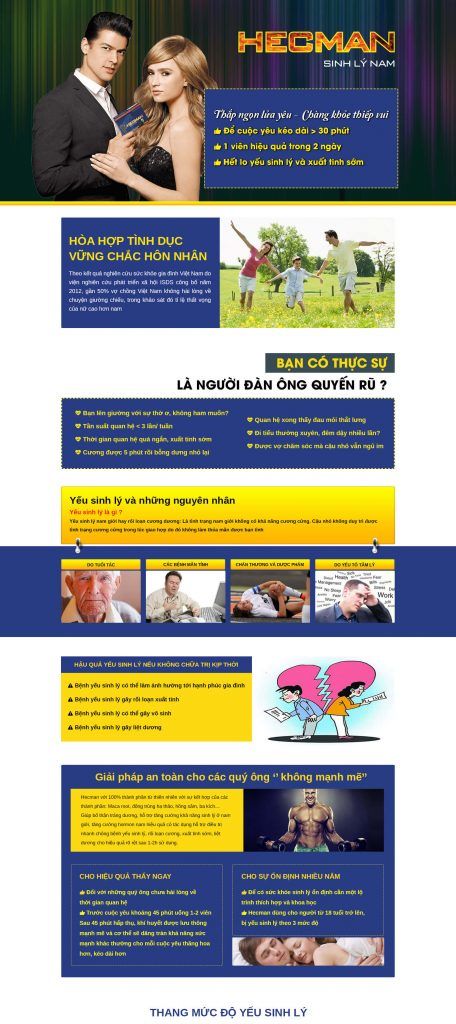 HECMAN
SINH LÝ NAM
Thắp ngọn lửa yêu - Chàng khỏe thiếp vui
Để cuộc yêu kéo dài > 30 phút
1 viên hiệu quả trong 2 ngày
Hết lo yếu sinh lý và xuất tinh sớm
HÒA HỢP TÌNH DỤC
VỮNG CHẮC HÔN NHÂN
Theo kết quả nghiên cứu sức khỏe gia đình Việt Nam do
viện nghiên cứu phát triển xã hội ISDS công bố năm
2012, gần 50% vợ chồng Việt Nam không hài lòng về
chuyện giường chiếu, trong khảo sát đó tỉ lệ thất vọng
của nữ cao hơn nam
BẠN CÓ THỰC SỰ
LÀ NGƯỜI ĐÀN ÔNG QUYẾN RŨ ?
Bạn lên giường với sự thờ ơ, không ham muốn?
Tần suất quan hệ < 3 lần/ tuần
Thời gian quan hệ quá ngắn, xuất tinh sớm
Cương được 5 phút rồi bỗng dưng nhỏ lại
Quan hệ xong thấy đau mỏi thắt lưng
Đi tiểu thường xuyên, đêm dậy nhiều lần?
Được vợ chăm sóc mà cậu nhỏ vẫn ngủ im
Yếu sinh lý và những nguyên nhân
Yếu sinh lý là gì ?
Yếu sinh lý nam giới hay rối loạn cương dương: Là tình trạng nam giới không có khả năng cương cứng. Cậu nhỏ không duy trì được
tình trạng cương cứng trong lúc giao hợp do đó không làm thỏa mãn được bạn tình
DO TUỔI TÁC
CÁC BỆNH MÃN TÍNH
CHẤN THƯƠNG VÀ DƯỢC PHẨM
DO YẾU TỐ TÂM LÝ
HẬU QUẢ YẾU SINH LÝ NẾU KHÔNG CHỮA TRỊ KỊP THỜI
Bệnh yếu sinh lý có thể làm ảnh hưởng tới hạnh phúc gia đình
Bệnh yếu sinh lý gây rối loạn xuất tinh
Bệnh yếu sinh lý có thể gây vô sinh
Bệnh yếu sinh lý gây liệt dương
Giải pháp an toàn cho các quý ông “ không mạnh mẽ”
Hecman với 100% thành phần từ thiên nhiên với sự kết hợp của các
thành phần: Maca mot, đông trùng hạ thảo, hồng sâm, ba kích...
Giúp bổ thận tráng dương, hỗ trợ tăng cường khả năng sinh lý ở nam
giới, tăng cường hormon nam hiệu quả có tác dụng hỗ trợ điều trị
nhanh chóng bệnh yếu sinh lý, rối loạn cương, xuất tinh sớm, liệt
dương cho hiệu quả rõ rệt sau 1-2h sử dụng.
CHO HIỆU QUẢ THẤY NGAY
Đối với những quý ông chưa hài lòng về
thời gian quan hệ
Trước cuộc yêu khoảng 45 phút uống 1-2 viên
Sau 45 phút hấp thụ, khí huyết được lưu thông
mạnh mẽ và cơ thể sẽ dâng tràn khả năng sức
mạnh khác thường cho mỗi cuộc yêu thăng hoa
hơn, kéo dài hơn
CHO SỰ ỔN ĐỊNH NHIỀU NĂM
Để có sức khỏe sinh lý ổn định cần một lộ
trình thích hợp và khoa học
Hecman dùng cho người từ 18 tuổi trở lên,
bị yếu sinh lý theo 3 mức độ
THANG MỨC ĐỘ YẾU SINH LÝ